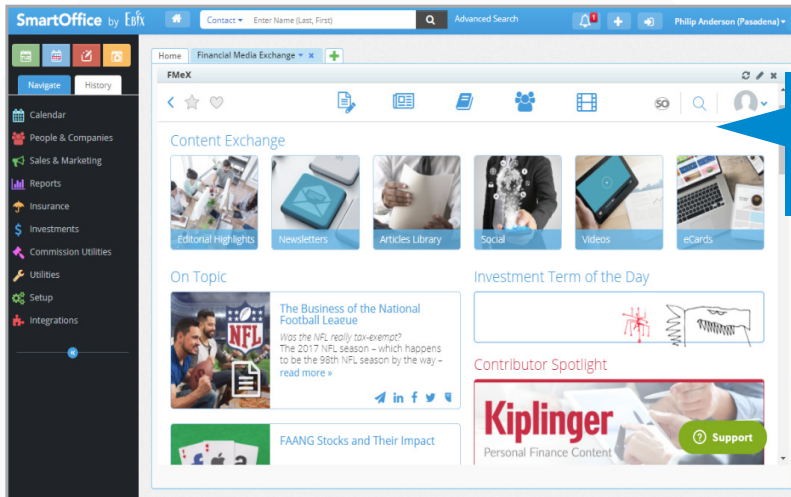 SmartOffice by EBIX
Contact Enter Name (Last, First)
Advanced Search
1
Philip Anderson (Pasadena)
Navigate History
Calendar
People & Companies
Sales & Marketing
Reports
Insurance
Investments
Commission Utilities
Utilities
Setup
Integrations
Home Financial Media Exchange x
FMeX
SO
Content Exchange
Editorial Highlights
Newsletters
Articles Library
Social
Videos
eCards
On Topic
NFL
The Business of the National
Football League
Was the NFL really tax-exempt?
The 2017 NFL season – which happens
to be the 98th NFL season by the way –
read more »
FAANG Stocks and Their Impact
Investment Term of the Day
Contributor Spotlight
Kiplinger
Personal Finance Content
Support